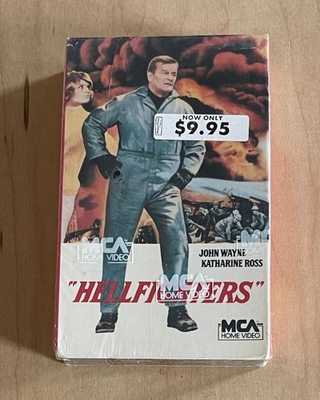 NOW ONLY
$9.95
MCA
HOME VIDEO
JOHN WAYNE
KATHARINE ROSS
MCA
HOME VIDEO
"HELLFIGHTERS"
MCA
HOME VIDEO